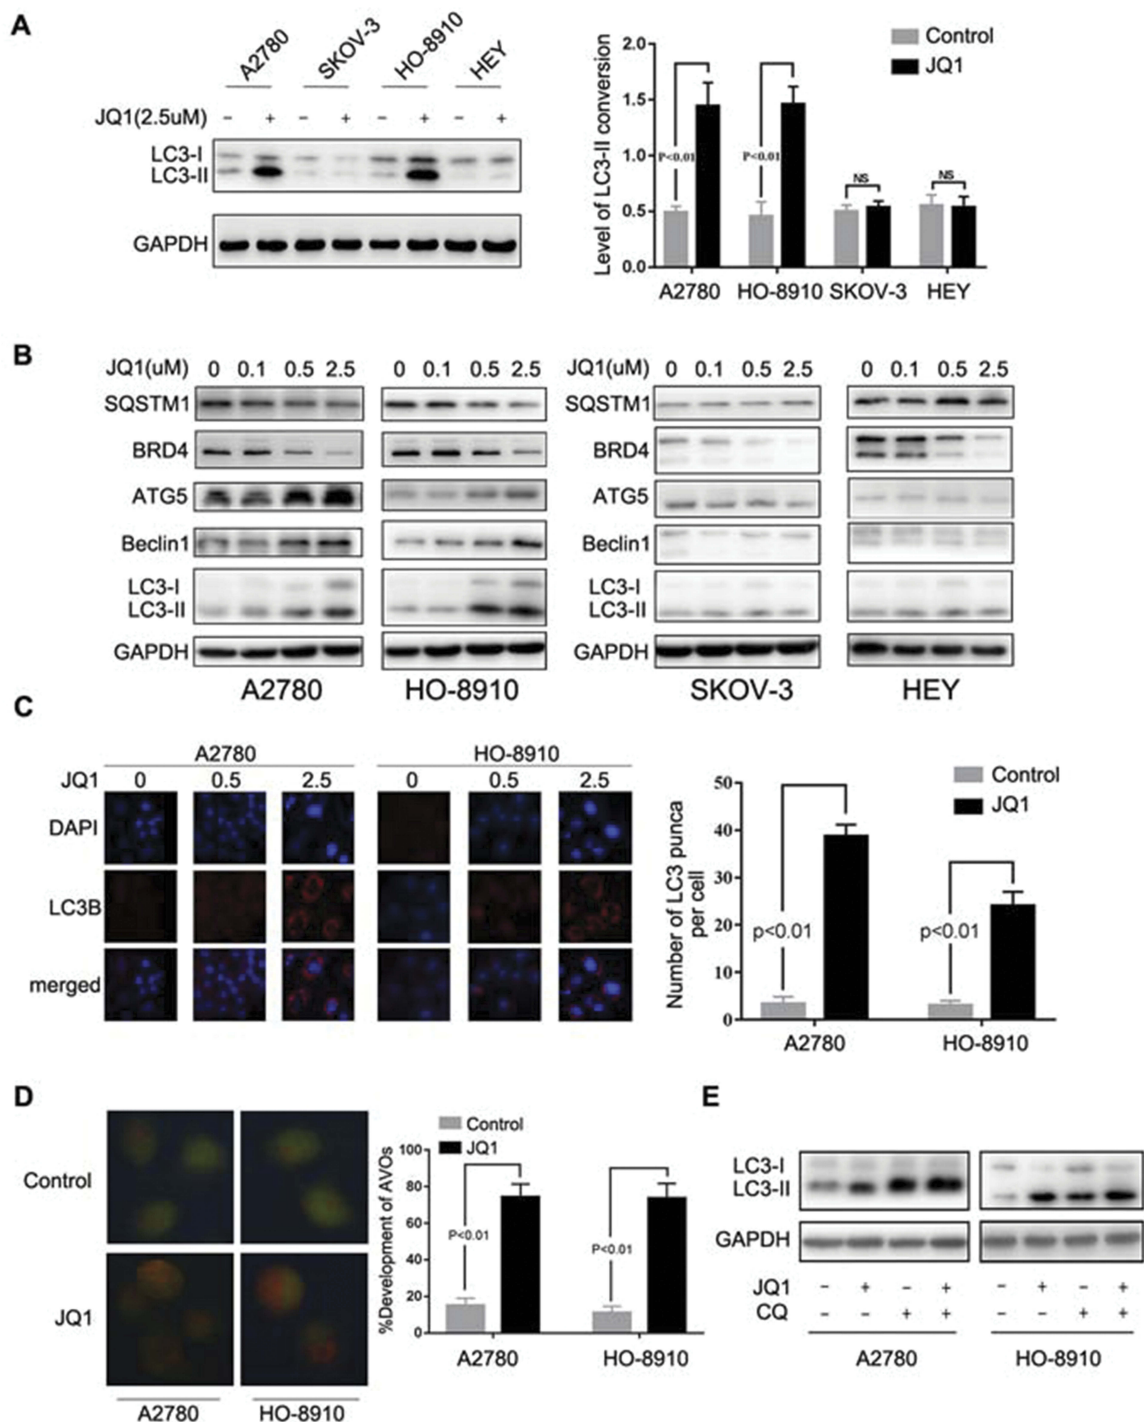 A
A2780 SKOV-3 HO-8910 HEY
JQ1(2.5uM) – + – + – + – +
LC3-I
LC3-II
GAPDH
Level of LC3-II conversion
2.0
1.5
1.0
0.5
0.0
Control
JQ1
P<0.01
P<0.01
NS
NS
A2780 HO-8910 SKOV-3 HEY
B
JQ1(uM) 0 0.1 0.5 2.5 0 0.1 0.5 2.5
SQSTM1
BRD4
ATG5
Beclin1
LC3-I
LC3-II
GAPDH
A2780 HO-8910
JQ1(uM) 0 0.1 0.5 2.5 0 0.1 0.5 2.5
SQSTM1
BRD4
ATG5
Beclin1
LC3-I
LC3-II
GAPDH
SKOV-3 HEY
C
A2780 HO-8910
JQ1 0 0.5 2.5 0 0.5 2.5
DAPI
LC3B
merged
Number of LC3 punca
per cell
50
40
30
20
10
0
Control
JQ1
p<0.01
p<0.01
A2780 HO-8910
D
Control
JQ1
A2780 HO-8910
%Development of AVOs
100
80
60
40
20
0
Control
JQ1
P<0.01
P<0.01
A2780 HO-8910
E
LC3-I
LC3-II
GAPDH
JQ1 – + – + – + – +
CQ – – + + – – + +
A2780 HO-8910